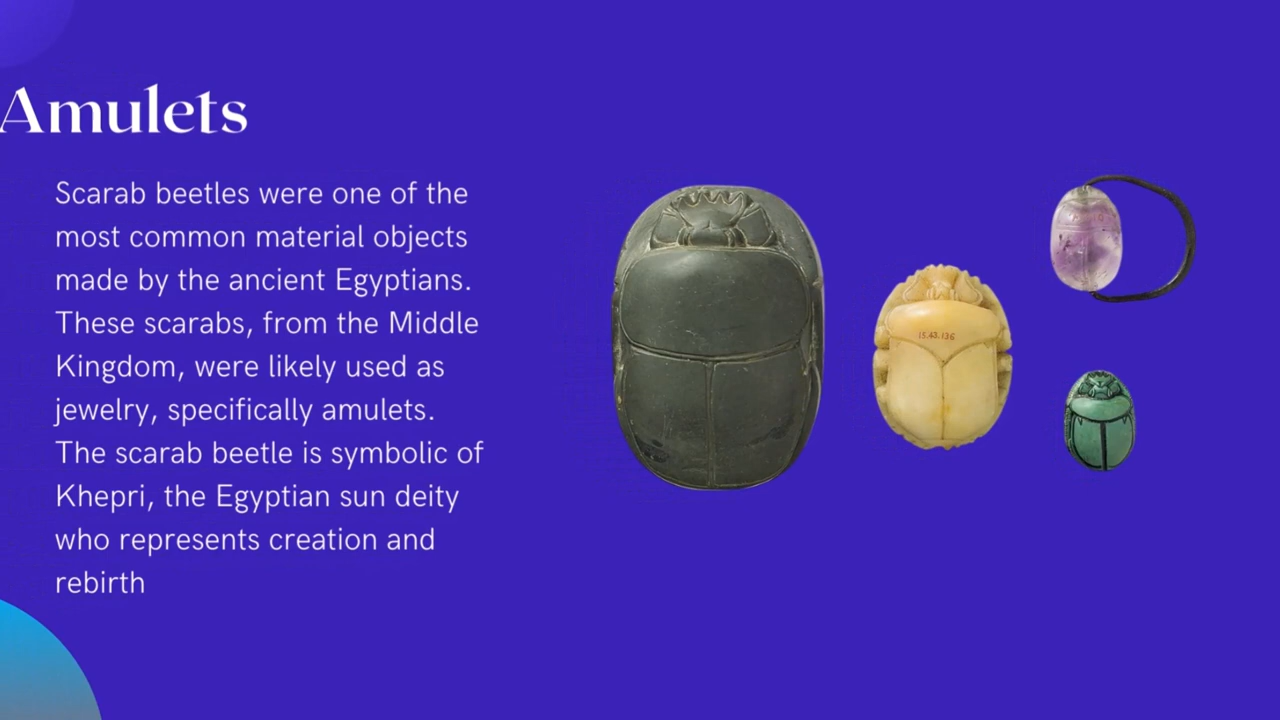 Amulets
Scarab beetles were one of the
most common material objects
made by the ancient Egyptians.
These scarabs, from the Middle
Kingdom, were likely used as
jewelry, specifically amulets.
The scarab beetle is symbolic of
Khepri, the Egyptian sun deity
who represents creation and
rebirth
15.43.136